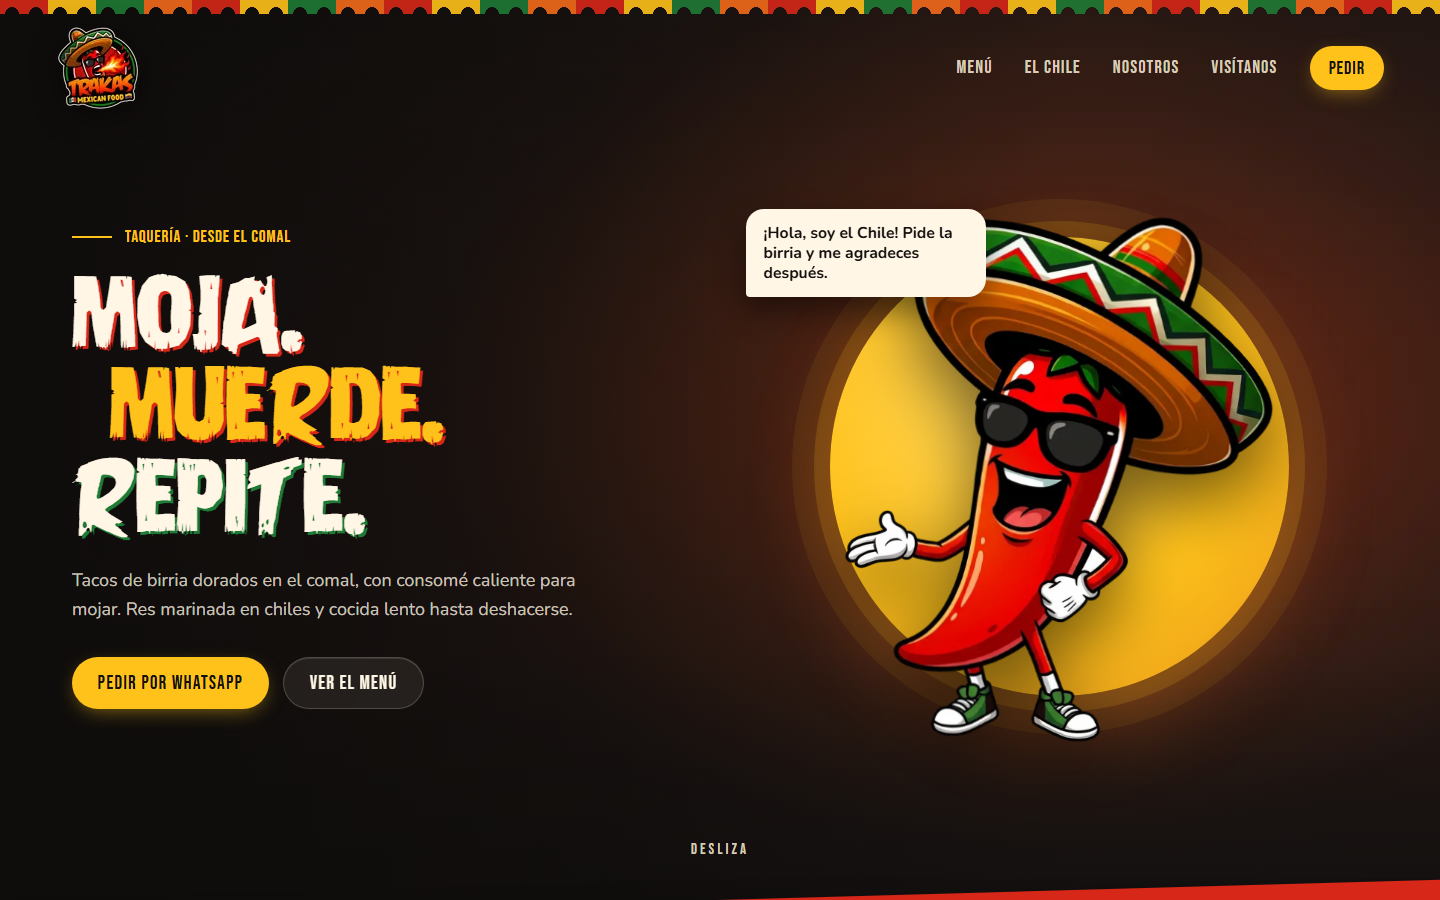 TRAKAS
MEXICAN FOOD
MENÚ
EL CHILE
NOSOTROS
VISÍTANOS
PEDIR
TAQUERÍA · DESDE EL COMAL
MOJA.
MUERDE.
REPITE.
Tacos de birria dorados en el comal, con consomé caliente para
mojar. Res marinada en chiles y cocida lento hasta deshacerse.
PEDIR POR WHATSAPP
VER EL MENÚ
¡Hola, soy el Chile! Pide la
birria y me agradeces
después.
DESLIZA